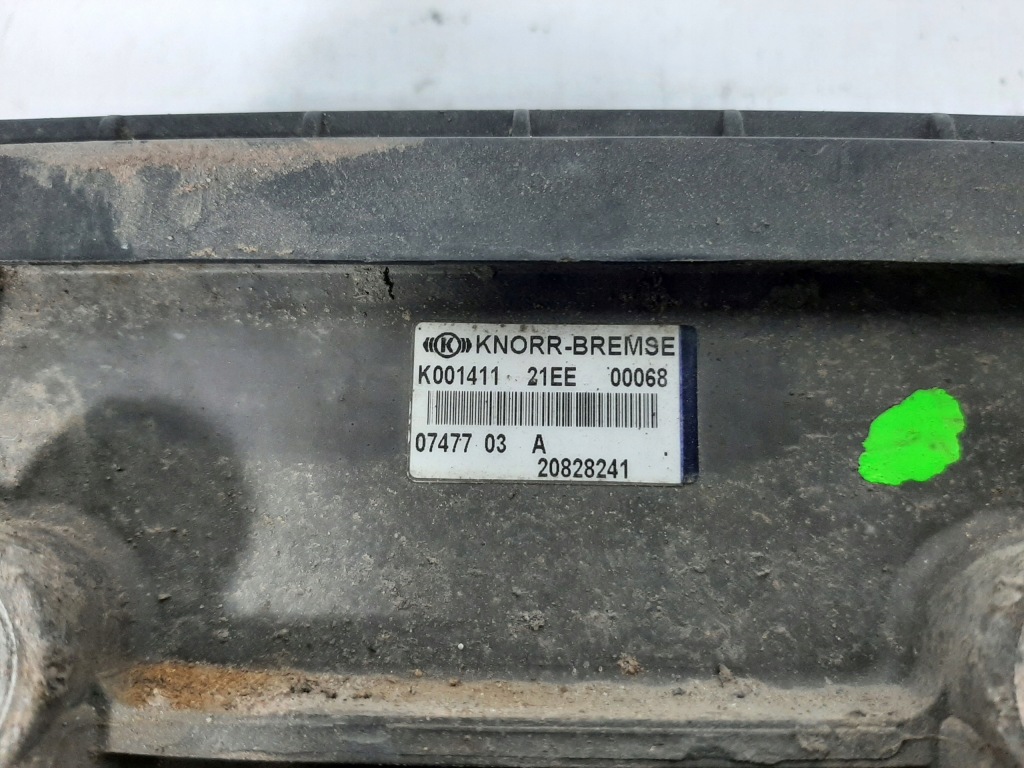 K KNORR-BREMSE
K001411 21EE 00068
07477 03 A
20828241